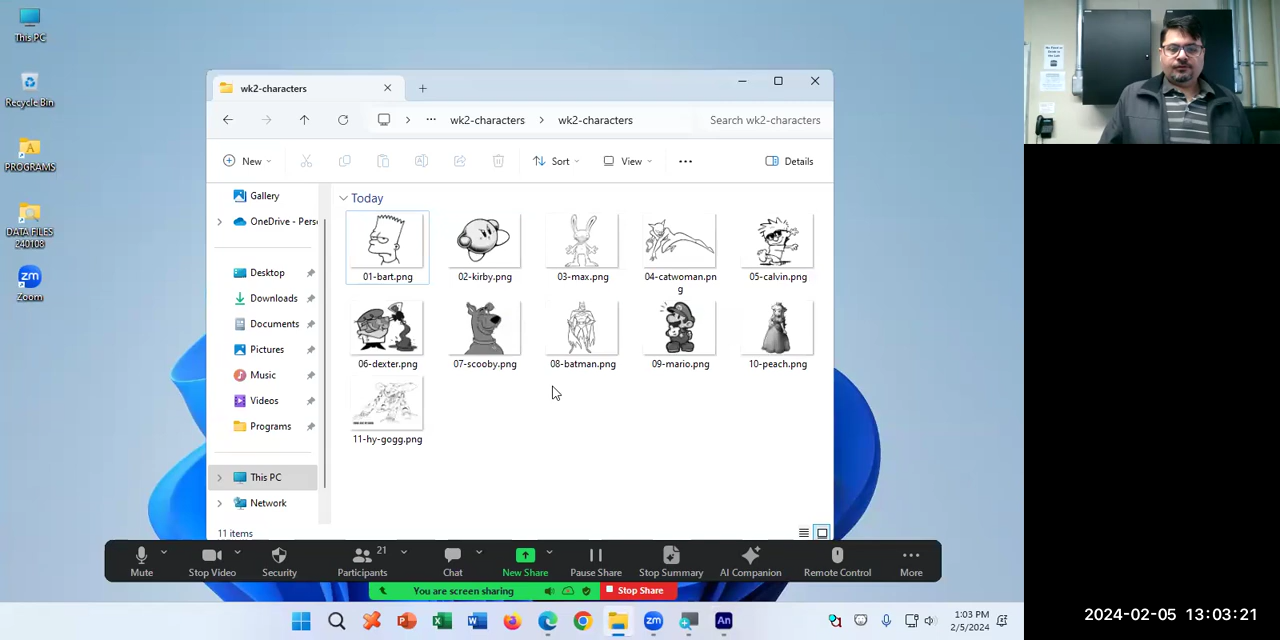 This PC
Recycle Bin
PROGRAMS
DATA FILES
240108
Zoom
wk2-characters
wk2-characters
wk2-characters
Search wk2-characters
New
Sort
View
Details
Gallery
OneDrive - Pers
Desktop
Downloads
Documents
Pictures
Music
Videos
Programs
This PC
Network
Today
01-bart.png
02-kirby.png
03-max.png
04-catwoman.pn
g
05-calvin.png
06-dexter.png
07-scooby.png
08-batman.png
09-mario.png
10-peach.png
11-hy-gogg.png
11 items
Mute
Stop Video
Security
Participants
21
Chat
New Share
Pause Share
Stop Summary
AI Companion
Remote Control
More
You are screen sharing
Stop Share
1:03 PM
2/5/2024
2024-02-05 13:03:21